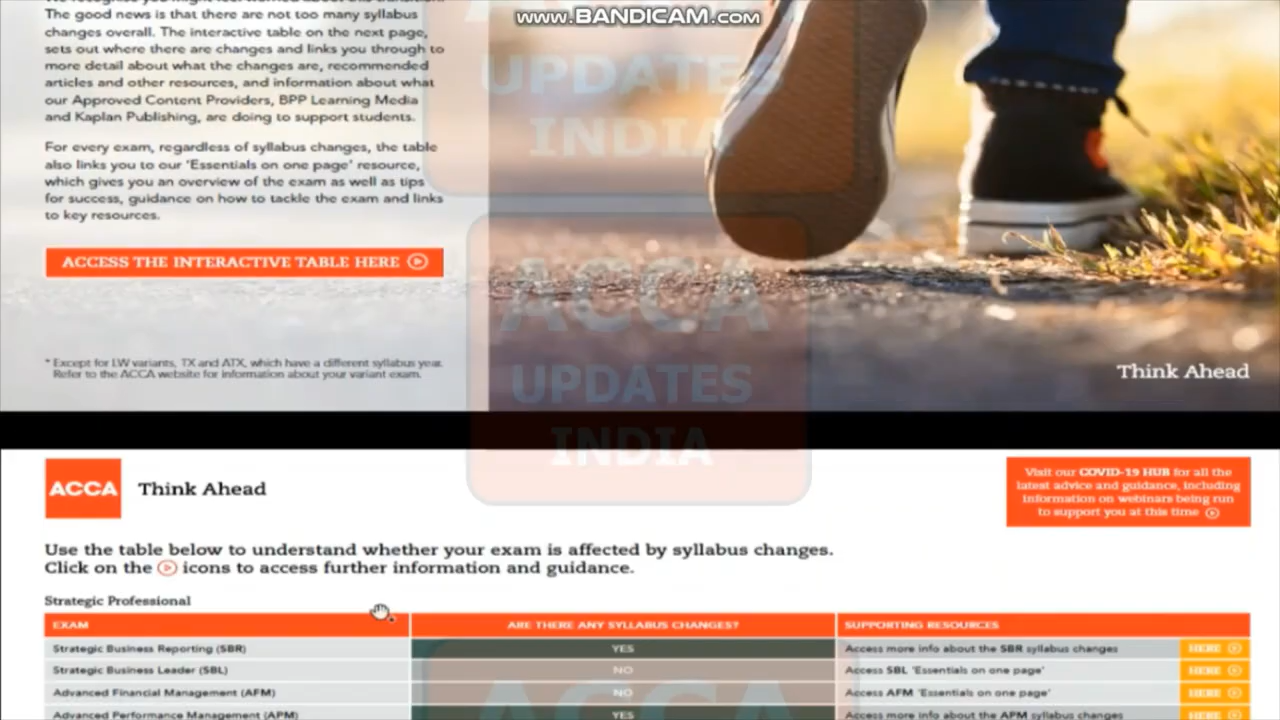 www.BANDICAM.com
The good news is that there are not too many syllabus
changes overall. The interactive table on the next page,
sets out where there are changes and links you through to
more detail about what the changes are, recommended
articles and other resources, and information about what
our Approved Content Providers, BPP Learning Media
and Kaplan Publishing, are doing to support students.
For every exam, regardless of syllabus changes, the table
also links you to our 'Essentials on one page' resource,
which gives you an overview of the exam as well as tips
for success, guidance on how to tackle the exam and links
to key resources.
ACCESS THE INTERACTIVE TABLE HERE
* Except for LW variants, TX and ATX, which have a different syllabus year.
Refer to the ACCA website for information about your variant exam.
Think Ahead
UPDATES
INDIA
ACCA
UPDATES
INDIA
ACCA Think Ahead
Visit our COVID-19 HUB for all the
latest advice and guidance, including
information on webinars being run
to support you at this time
Use the table below to understand whether your exam is affected by syllabus changes.
Click on the icons to access further information and guidance.
Strategic Professional
EXAM ARE THERE ANY SYLLABUS CHANGES? SUPPORTING RESOURCES
Strategic Business Reporting (SBR) YES Access more info about the SBR syllabus changes HERE
Strategic Business Leader (SBL) NO Access SBL 'Essentials on one page' HERE
Advanced Financial Management (AFM) NO Access AFM 'Essentials on one page' HERE
Advanced Performance Management (APM) YES Access more info about the APM syllabus changes HERE
ACCA